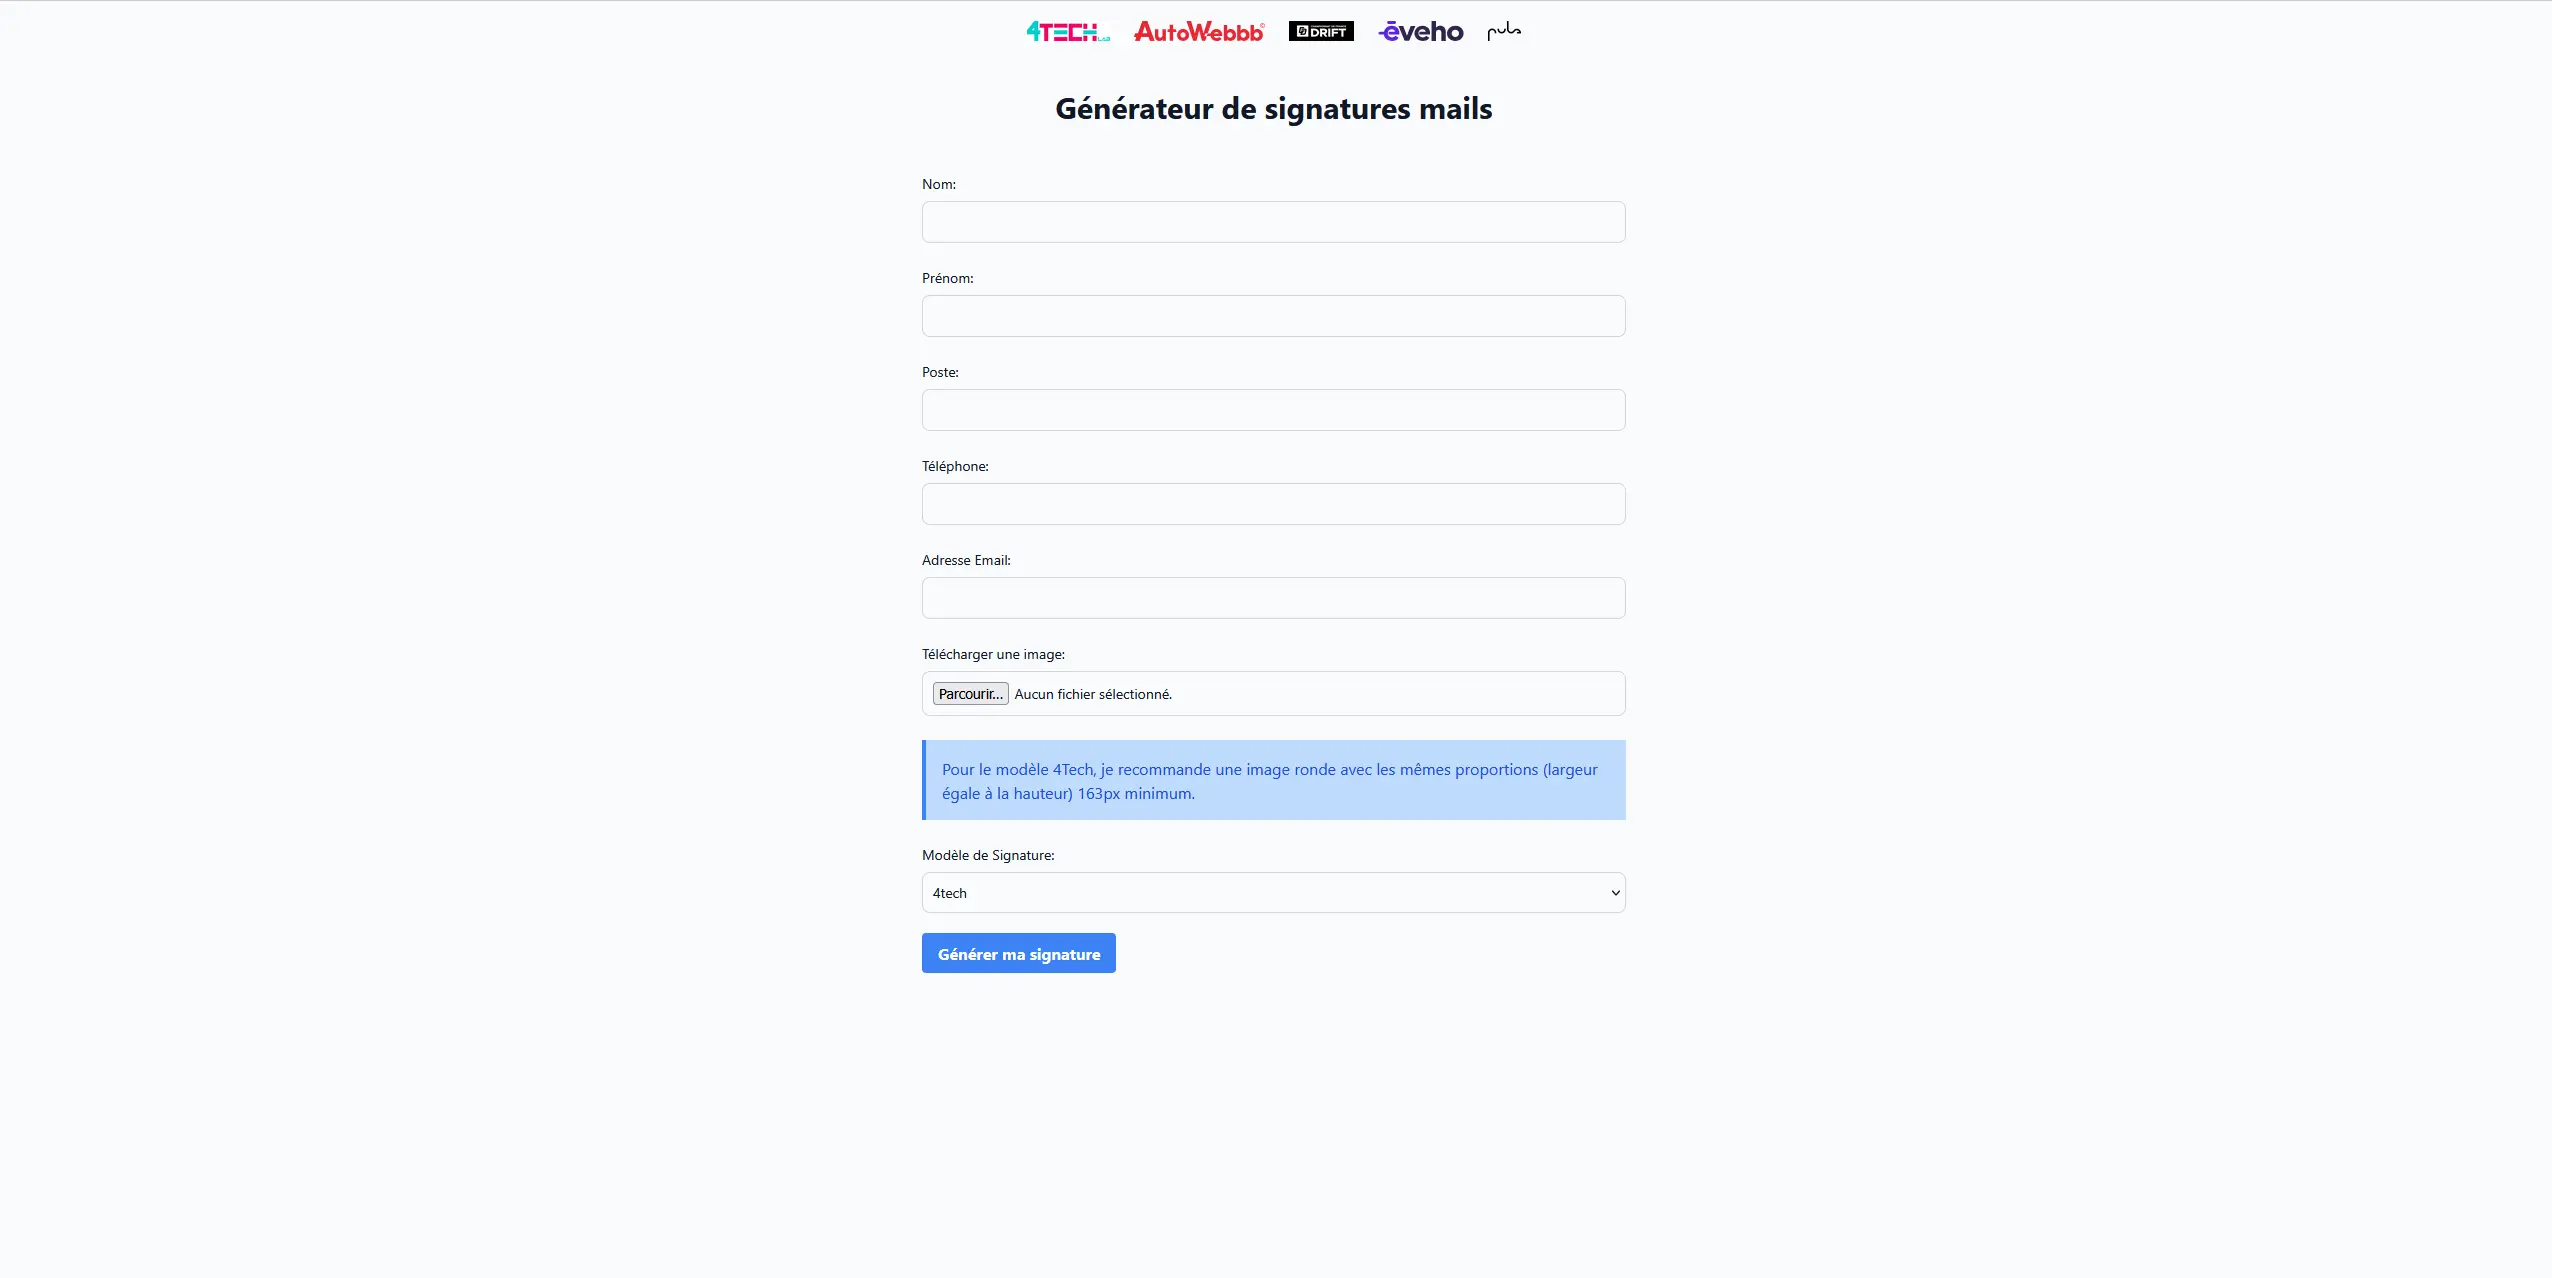 4TECH LAB
AutoWebbb
DRIFT
ēveho
Générateur de signatures mails
Nom:
Prénom:
Poste:
Téléphone:
Adresse Email:
Télécharger une image:
Parcourir... Aucun fichier sélectionné.
Pour le modèle 4Tech, je recommande une image ronde avec les mêmes proportions (largeur
égale à la hauteur) 163px minimum.
Modèle de Signature:
4tech
Générer ma signature